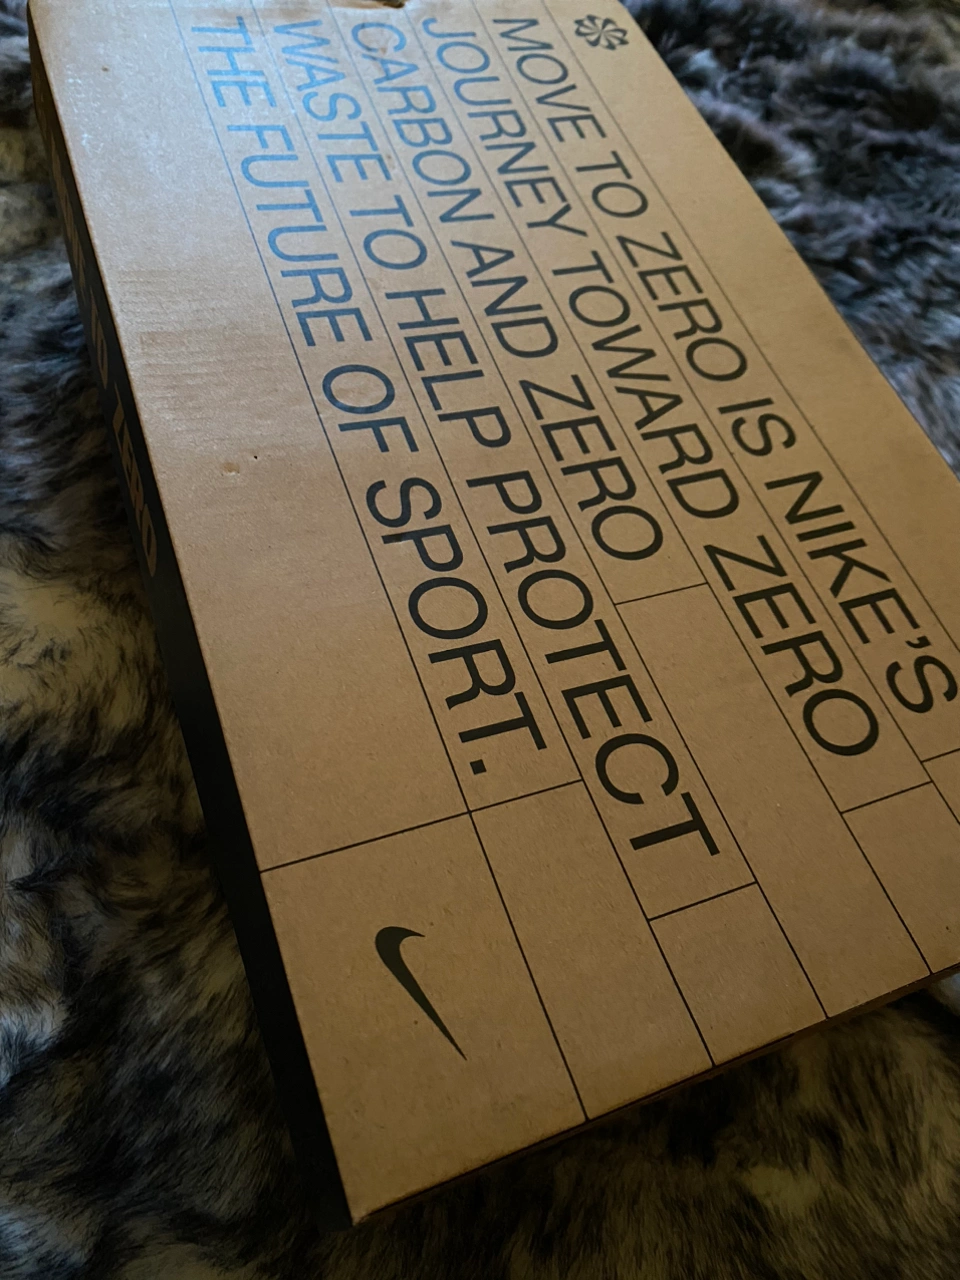 MOVE TO ZERO IS NIKE'S
JOURNEY TOWARD ZERO
CARBON AND ZERO
WASTE TO HELP PROTECT
THE FUTURE OF SPORT.
ZERO